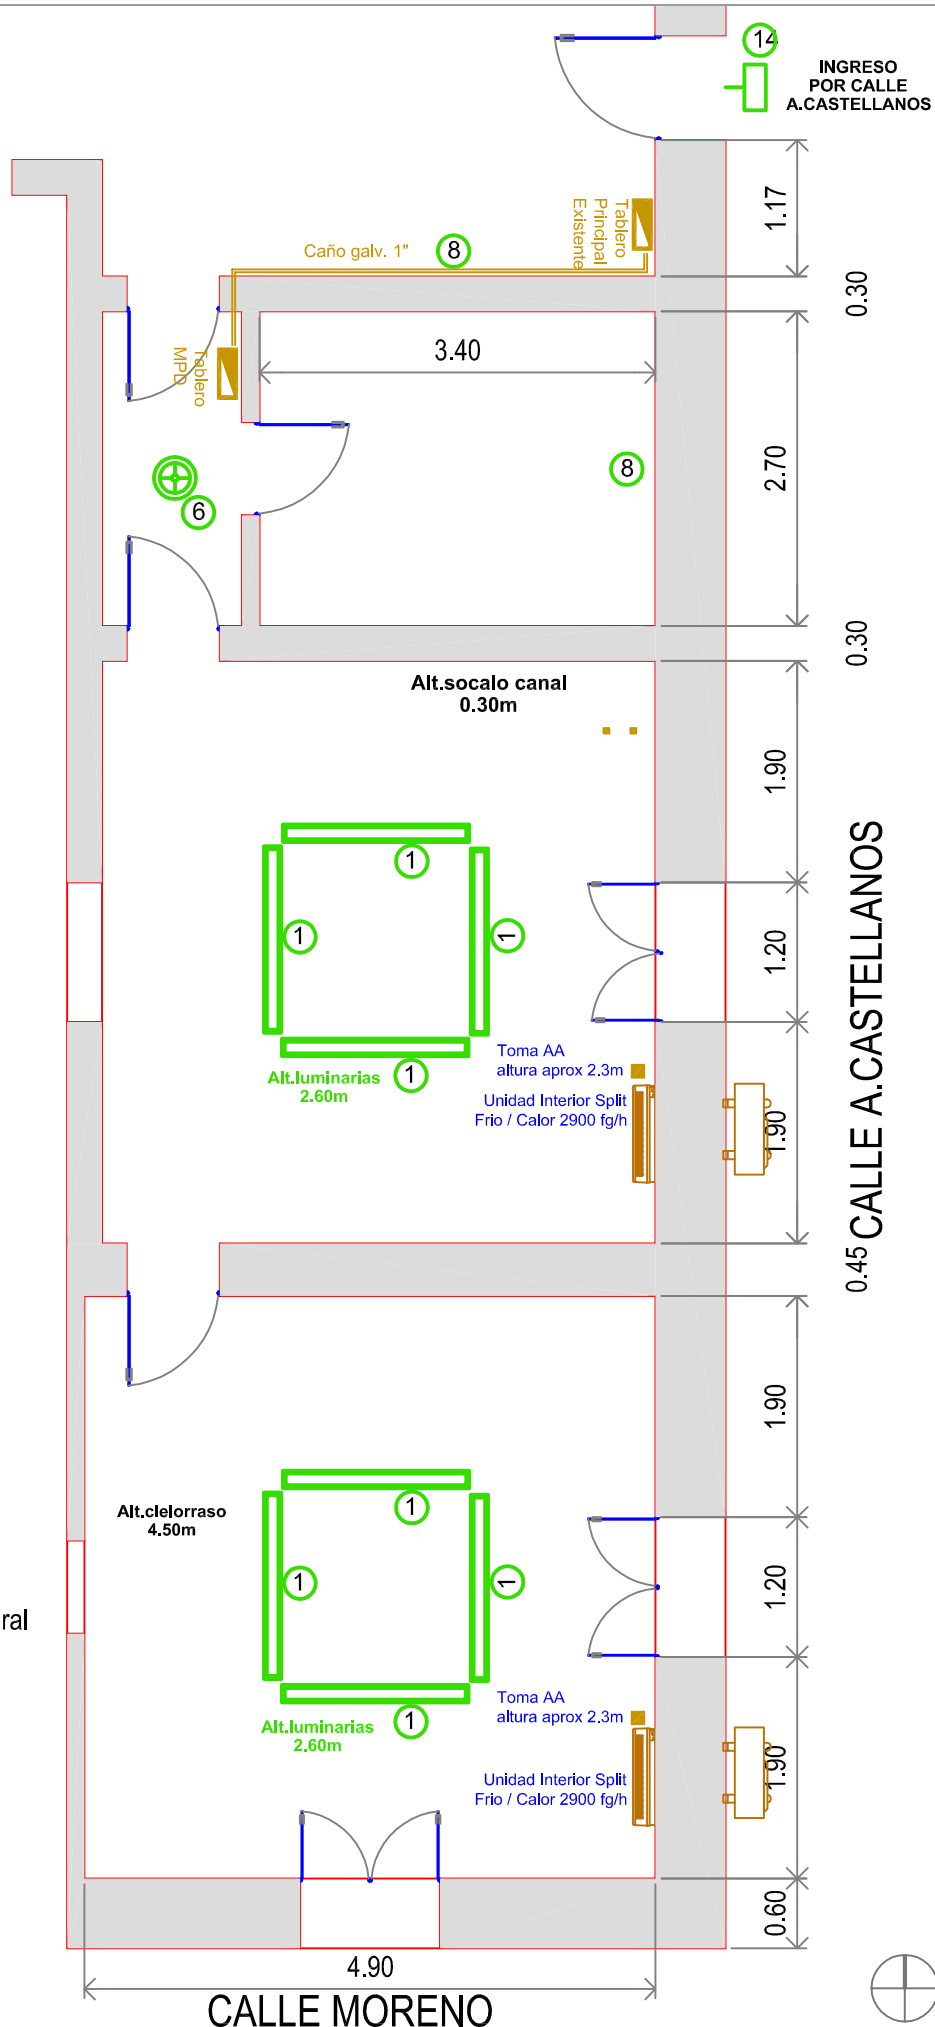 14
INGRESO
POR CALLE
A.CASTELLANOS
1.17
Tablero
Principal
Existente
Caño galv. 1"
8
0.30
3.40
Tablero
MPD
2.70
8
6
0.30
Alt.socalo canal
0.30m
1.90
1
1
1
1
1.20
CALLE A.CASTELLANOS
Toma AA
altura aprox 2.3m
Alt.luminarias
2.60m
Unidad Interior Split
Frio / Calor 2900 fg/h
1.90
0.45
1.90
Alt.cielorraso
4.50m
1
1
1
1
1.20
ral
Toma AA
altura aprox 2.3m
Alt.luminarias
2.60m
Unidad Interior Split
Frio / Calor 2900 fg/h
1.90
0.60
4.90
CALLE MORENO